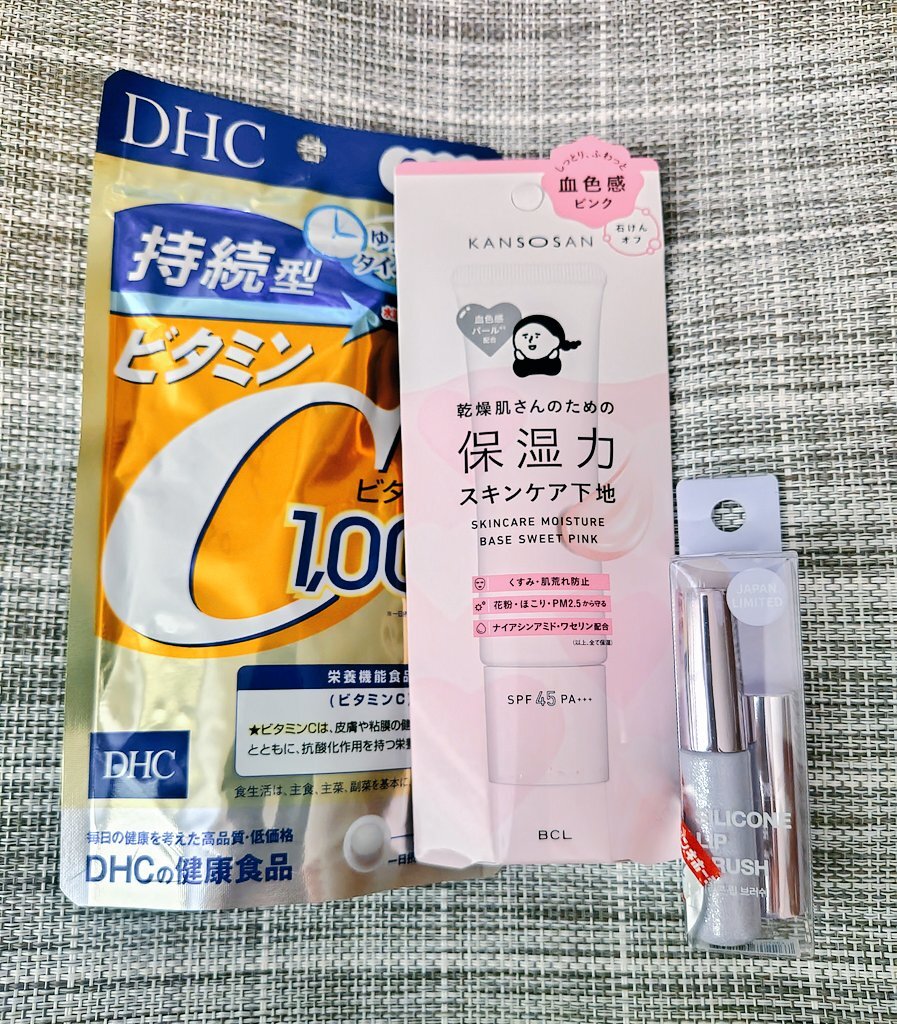 DHC
持続型
ビタミン
C
1,00
栄養機能食品
(ビタミンC)
★ビタミンCは、皮膚や粘膜の健
とともに、抗酸化作用を持つ栄養
食生活は、主食、主菜、副菜を基本に
DHC
毎日の健康を考えた高品質・低価格
DHCの健康食品
しっとり、ふわっと
血色感
ピンク
石けん
オフ
KANSOSAN
血色感
パール
配合
乾燥肌さんのための
保湿力
スキンケア下地
SKINCARE MOISTURE
BASE SWEET PINK
くすみ・肌荒れ防止
花粉・ほこり・PM2.5から守る
ナイアシンアミド・ワセリン配合
(以上、全て保湿)
SPF 45 PA+++
BCL
JAPAN
LIMITED
SILICONE
LIP
BRUSH